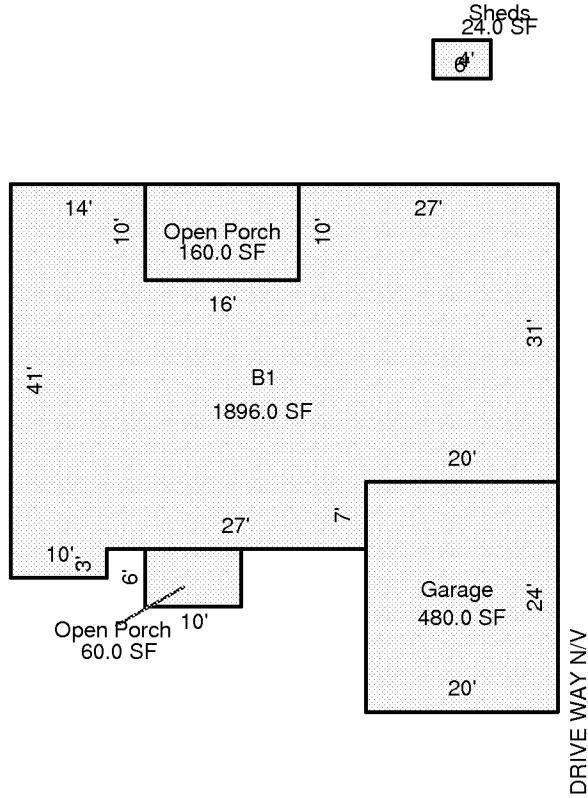 Sheds
24.0 SF
4'
6'
14'
10'
Open Porch
160.0 SF
10'
27'
16'
31'
41'
B1
1896.0 SF
20'
7'
27'
10'
3'
6'
10'
Open Porch
60.0 SF
Garage
480.0 SF
24'
20'
DRIVE WAY N/V